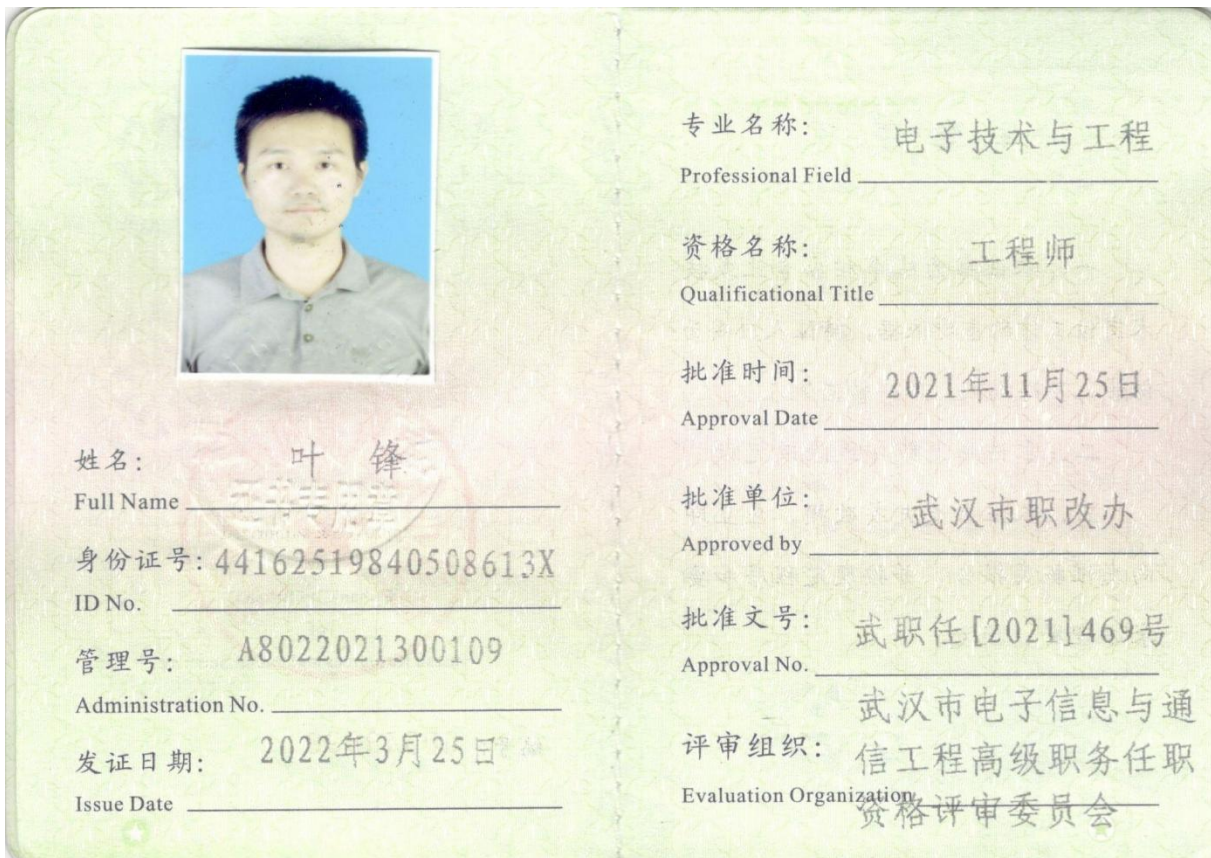 姓名: 叶 锋
Full Name
身份证号: 44162519840508613X
ID No.
管理号: A8022021300109
Administration No.
发证日期: 2022年3月25日
Issue Date
证书专用章
专业名称: 电子技术与工程
Professional Field
资格名称: 工程师
Qualificational Title
批准时间: 2021年11月25日
Approval Date
批准单位: 武汉市职改办
Approved by
批准文号: 武职任[2021]469号
Approval No.
评审组织: 武汉市电子信息与通
信工程高级职务任职
Evaluation Organization 资格评审委员会